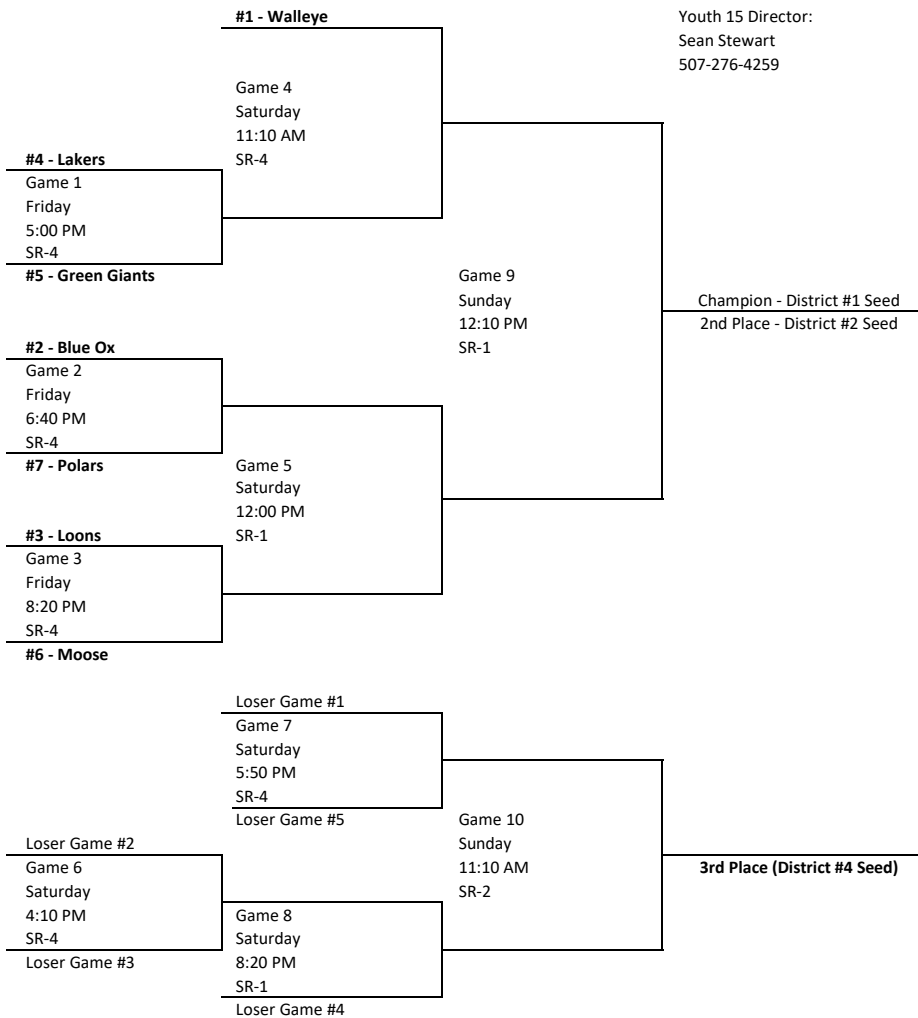 #1 - Walleye
Youth 15 Director:
Sean Stewart
507-276-4259
Game 4
Saturday
11:10 AM
SR-4
#4 - Lakers
Game 1
Friday
5:00 PM
SR-4
#5 - Green Giants
Game 9
Sunday
12:10 PM
SR-1
Champion - District #1 Seed
2nd Place - District #2 Seed
#2 - Blue Ox
Game 2
Friday
6:40 PM
SR-4
#7 - Polars
Game 5
Saturday
12:00 PM
SR-1
#3 - Loons
Game 3
Friday
8:20 PM
SR-4
#6 - Moose
Loser Game #1
Game 7
Saturday
5:50 PM
SR-4
Loser Game #5
Game 10
Sunday
11:10 AM
SR-2
3rd Place (District #4 Seed)
Loser Game #2
Game 6
Saturday
4:10 PM
SR-4
Loser Game #3
Game 8
Saturday
8:20 PM
SR-1
Loser Game #4